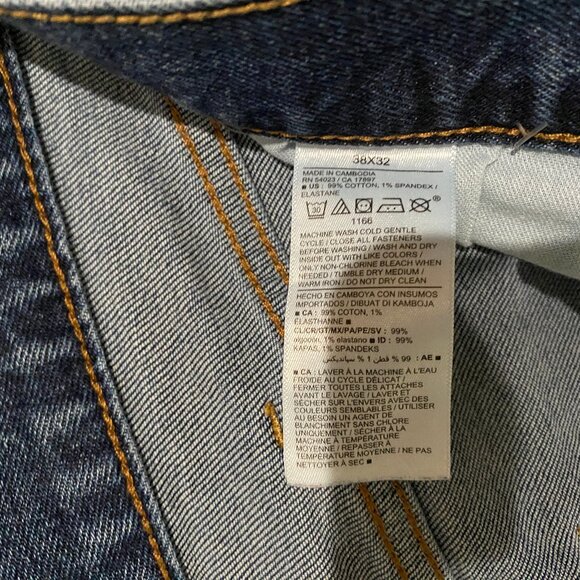 38X32
MADE IN CAMBODIA
RN 54023 / CA 17897
■ US : 99% COTTON, 1% SPANDEX /
ELASTANE
30 ®
1166
MACHINE WASH COLD GENTLE
CYCLE / CLOSE ALL FASTENERS
BEFORE WASHING / WASH AND DRY
INSIDE OUT WITH LIKE COLORS /
ONLY NON-CHLORINE BLEACH WHEN
NEEDED / TUMBLE DRY MEDIUM /
WARM IRON / DO NOT DRY CLEAN
HECHO EN CAMBOYA CON INSUMOS
IMPORTADOS / DIBUAT DI KAMBOJA
■ CA : 99% COTON, 1%
ÉLASTHANNE ■
CL/CR/GT/MX/PA/PE/SV : 99%
algodón, 1% elastano ■ ID : 99%
KAPAS, 1% SPANDEKS
■ AE : 99 % قطن 1 % سباندیکس
■ CA : LAVER À LA MACHINE À L'EAU
FROIDE AU CYCLE DÉLICAT /
FERMER TOUTES LES ATTACHES
AVANT LE LAVAGE / LAVER ET
SÉCHER SUR L'ENVERS AVEC DES
COULEURS SEMBLABLES / UTILISER
AU BESOIN UN AGENT DE
BLANCHIMENT SANS CHLORE
UNIQUEMENT / SÉCHER À LA
MACHINE À TEMPÉRATURE
MOYENNE / REPASSER À
TEMPÉRATURE MOYENNE / NE PAS
NETTOYER À SEC ■